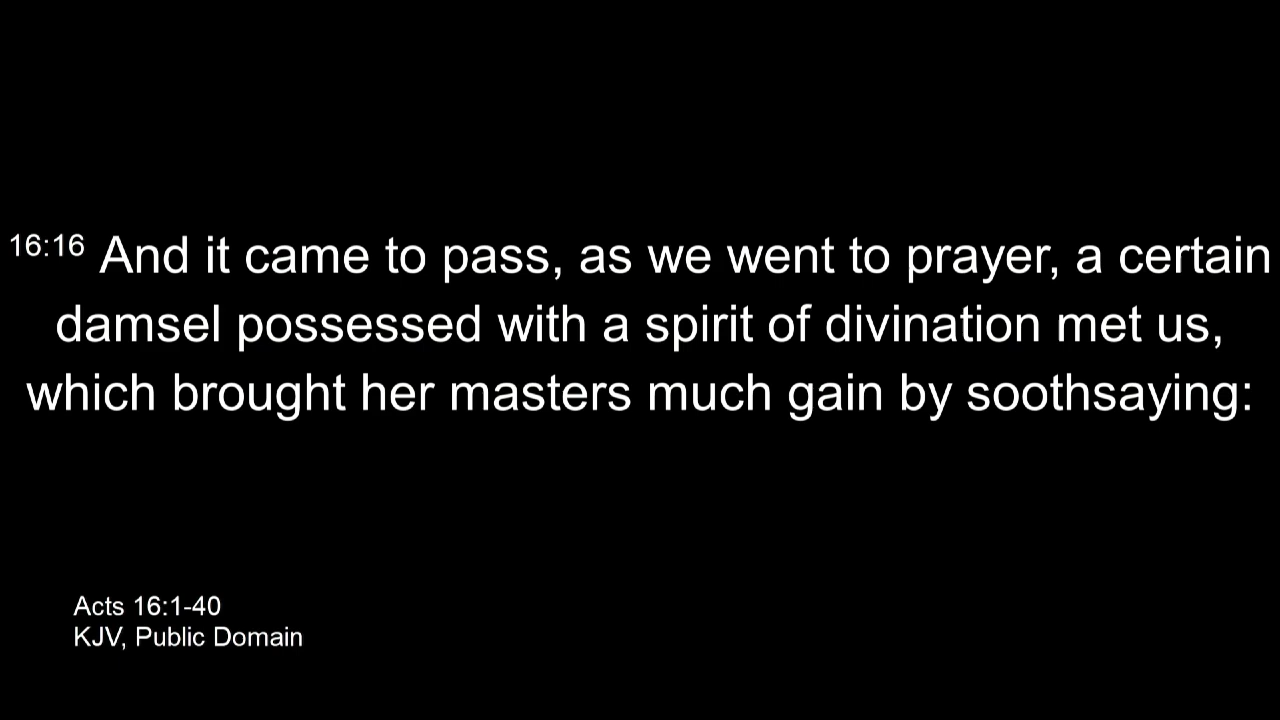 16:16 And it came to pass, as we went to prayer, a certain
damsel possessed with a spirit of divination met us,
which brought her masters much gain by soothsaying:
Acts 16:1-40
KJV, Public Domain